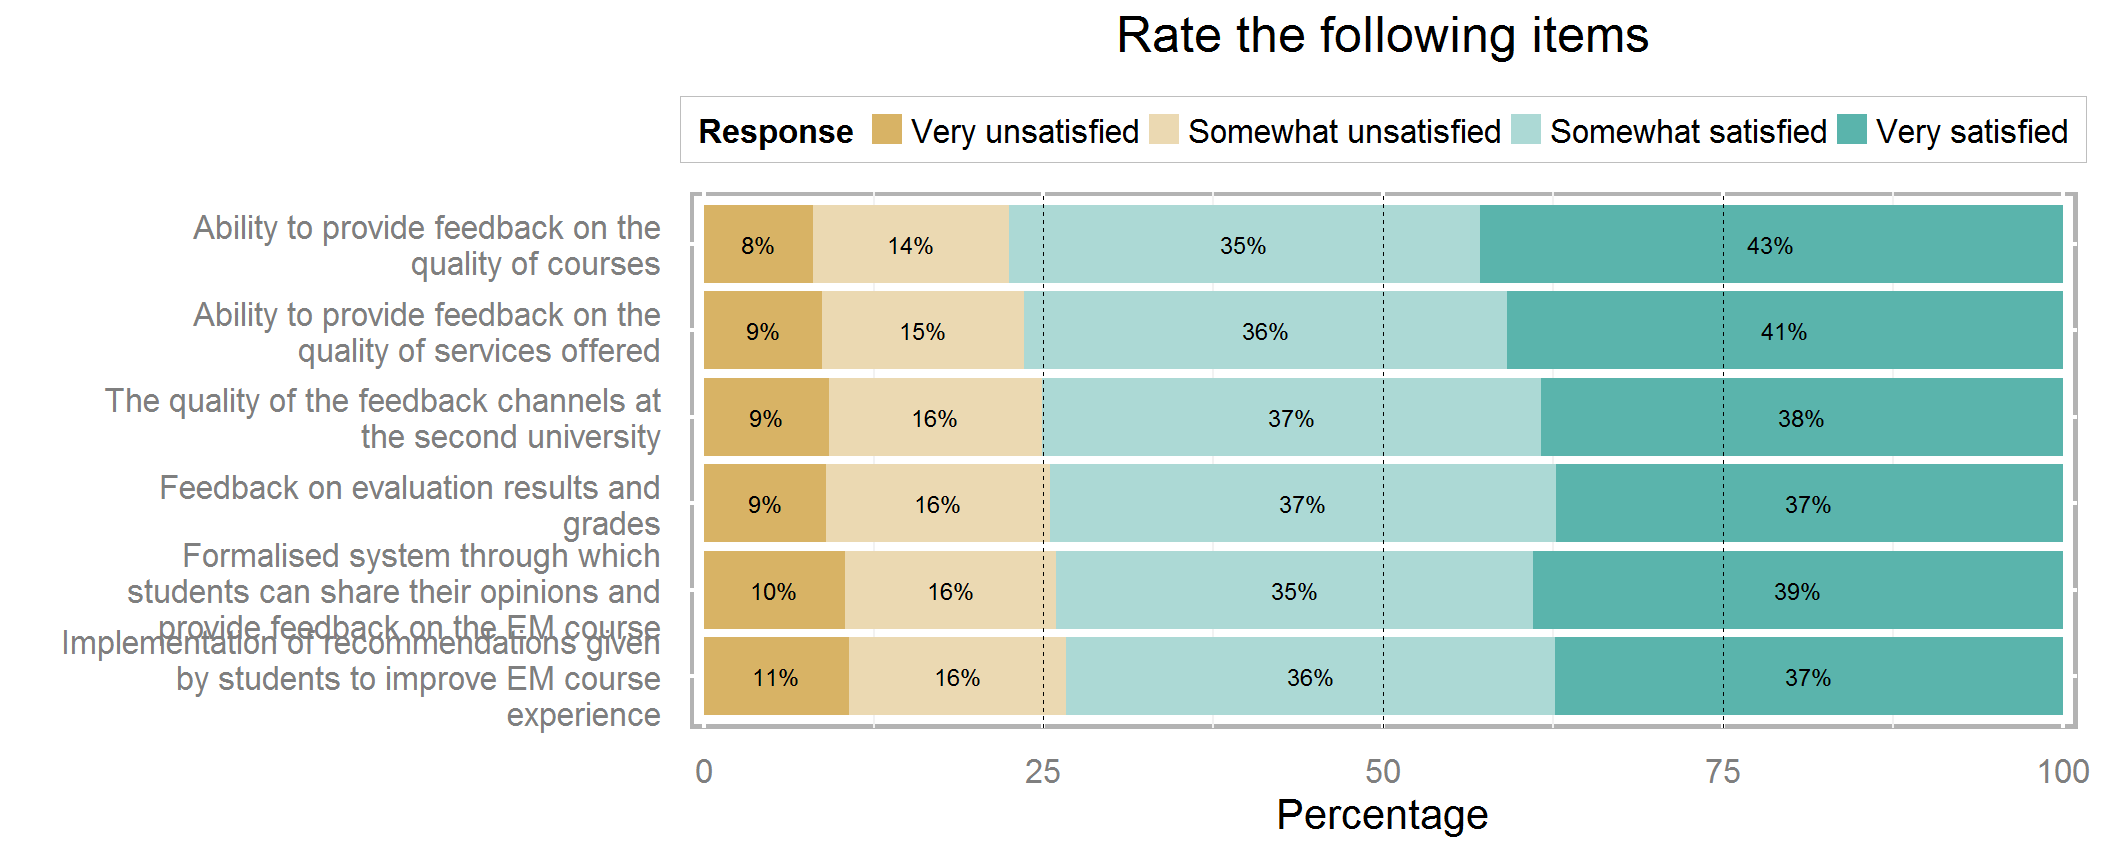 Rate the following items
Response Very unsatisfied Somewhat unsatisfied Somewhat satisfied Very satisfied
Ability to provide feedback on the
quality of courses
8% 14% 35% 43%
Ability to provide feedback on the
quality of services offered
9% 15% 36% 41%
The quality of the feedback channels at
the second university
9% 16% 37% 38%
Feedback on evaluation results and
grades
9% 16% 37% 37%
Formalised system through which
students can share their opinions and
provide feedback on the EM course
10% 16% 35% 39%
Implementation of recommendations given
by students to improve EM course
experience
11% 16% 36% 37%
0 25 50 75 100
Percentage